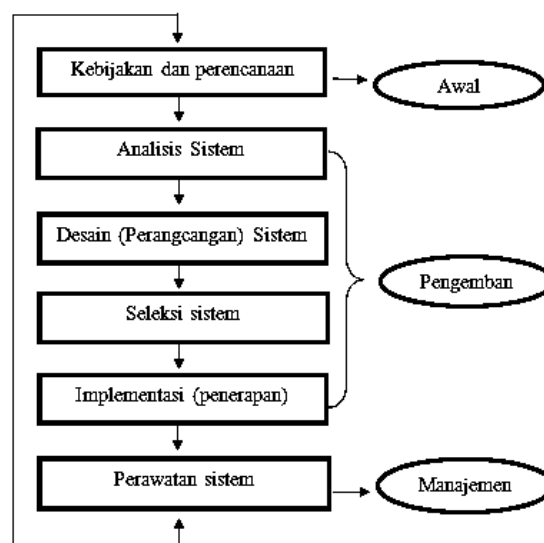 Kebijakan dan perencanaan
Awal
Analisis Sistem
Desain (Perangcangan) Sistem
Pengemban
Seleksi sistem
Implementasi (penerapan)
Perawatan sistem
Manajemen